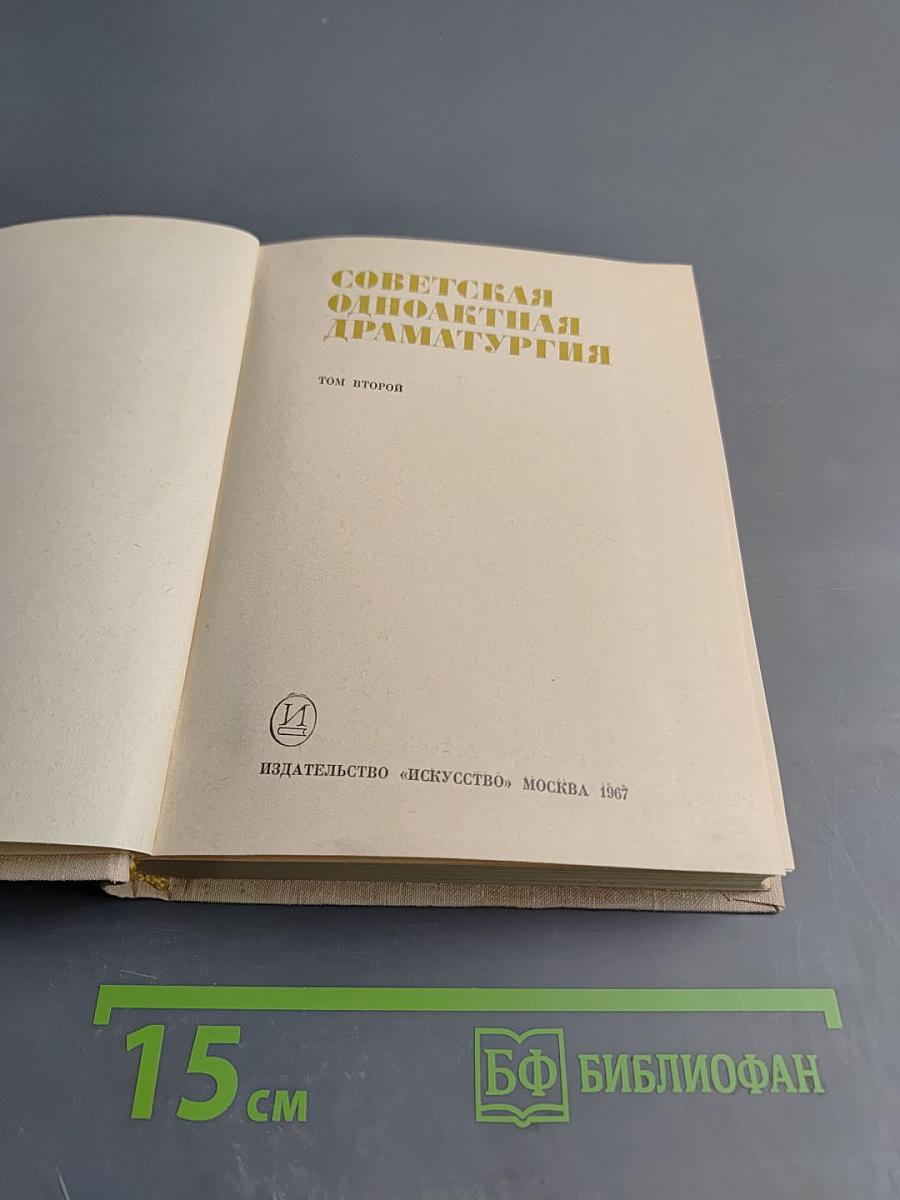 СОВЕТСКАЯ
ОДНОАКТНАЯ
ДРАМАТУРГИЯ
ТОМ ВТОРОЙ
И
ИЗДАТЕЛЬСТВО «ИСКУССТВО» МОСКВА 1967
15 СМ
БФ БИБЛИОФАН